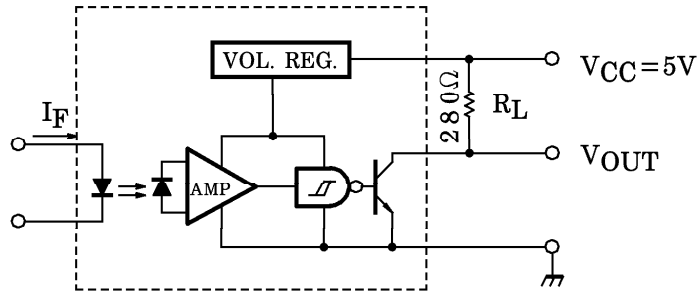 VOL. REG.
VCC=5V
IF
280Ω
RL
AMP
VOUT